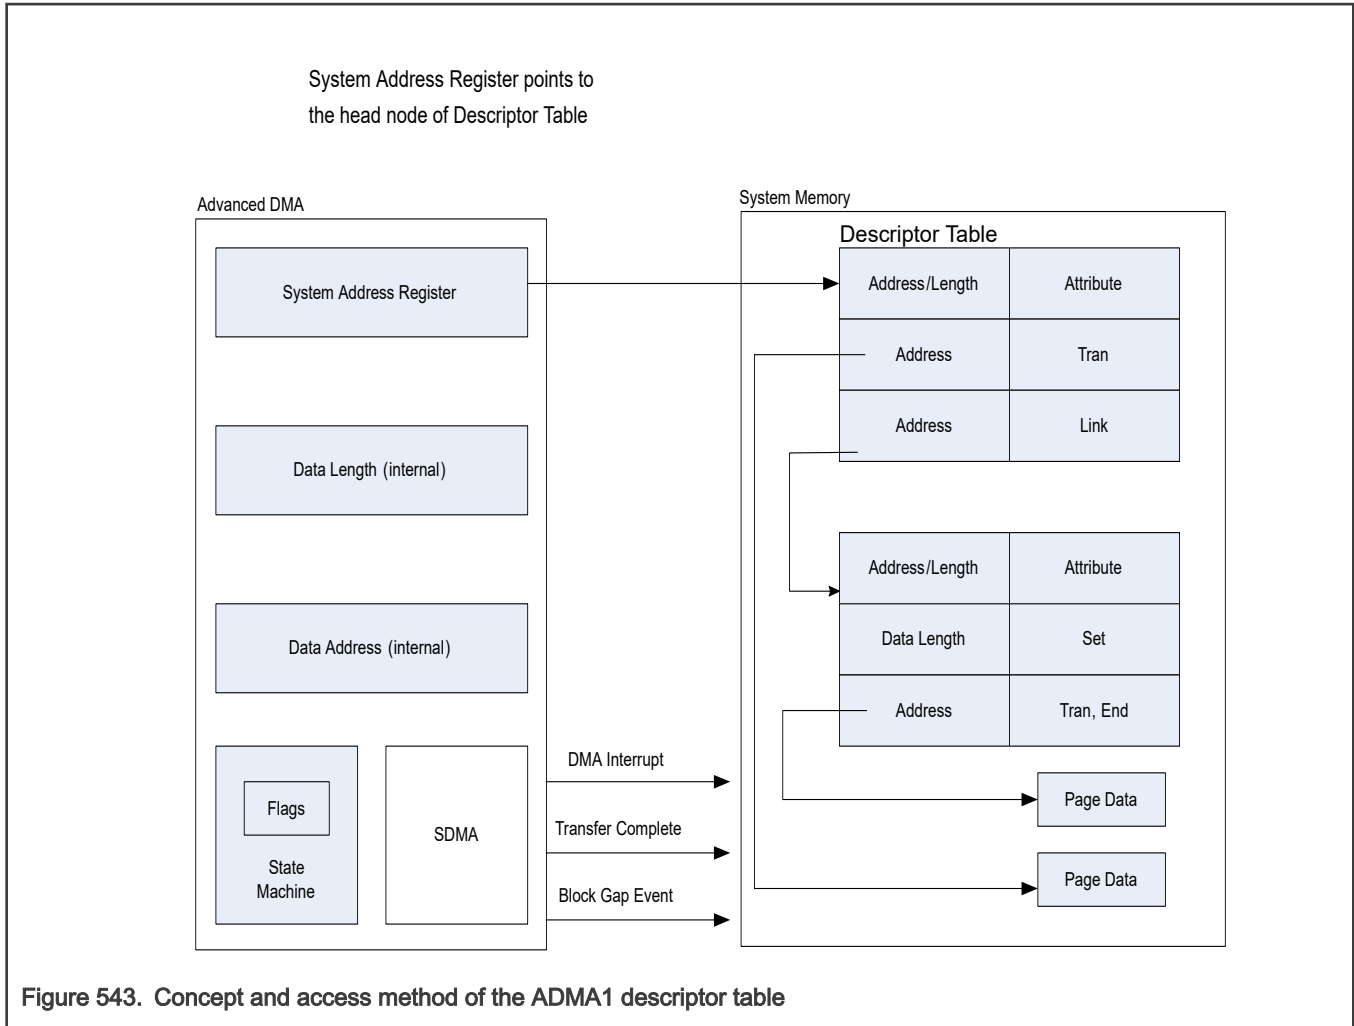 System Address Register points to
the head node of Descriptor Table
Advanced DMA
System Address Register
Data Length (internal)
Data Address (internal)
Flags
State
Machine
SDMA
DMA Interrupt
Transfer Complete
Block Gap Event
System Memory
Descriptor Table
Address/Length Attribute
Address Tran
Address Link
Address/Length Attribute
Data Length Set
Address Tran, End
Page Data
Page Data
Figure 543. Concept and access method of the ADMA1 descriptor table